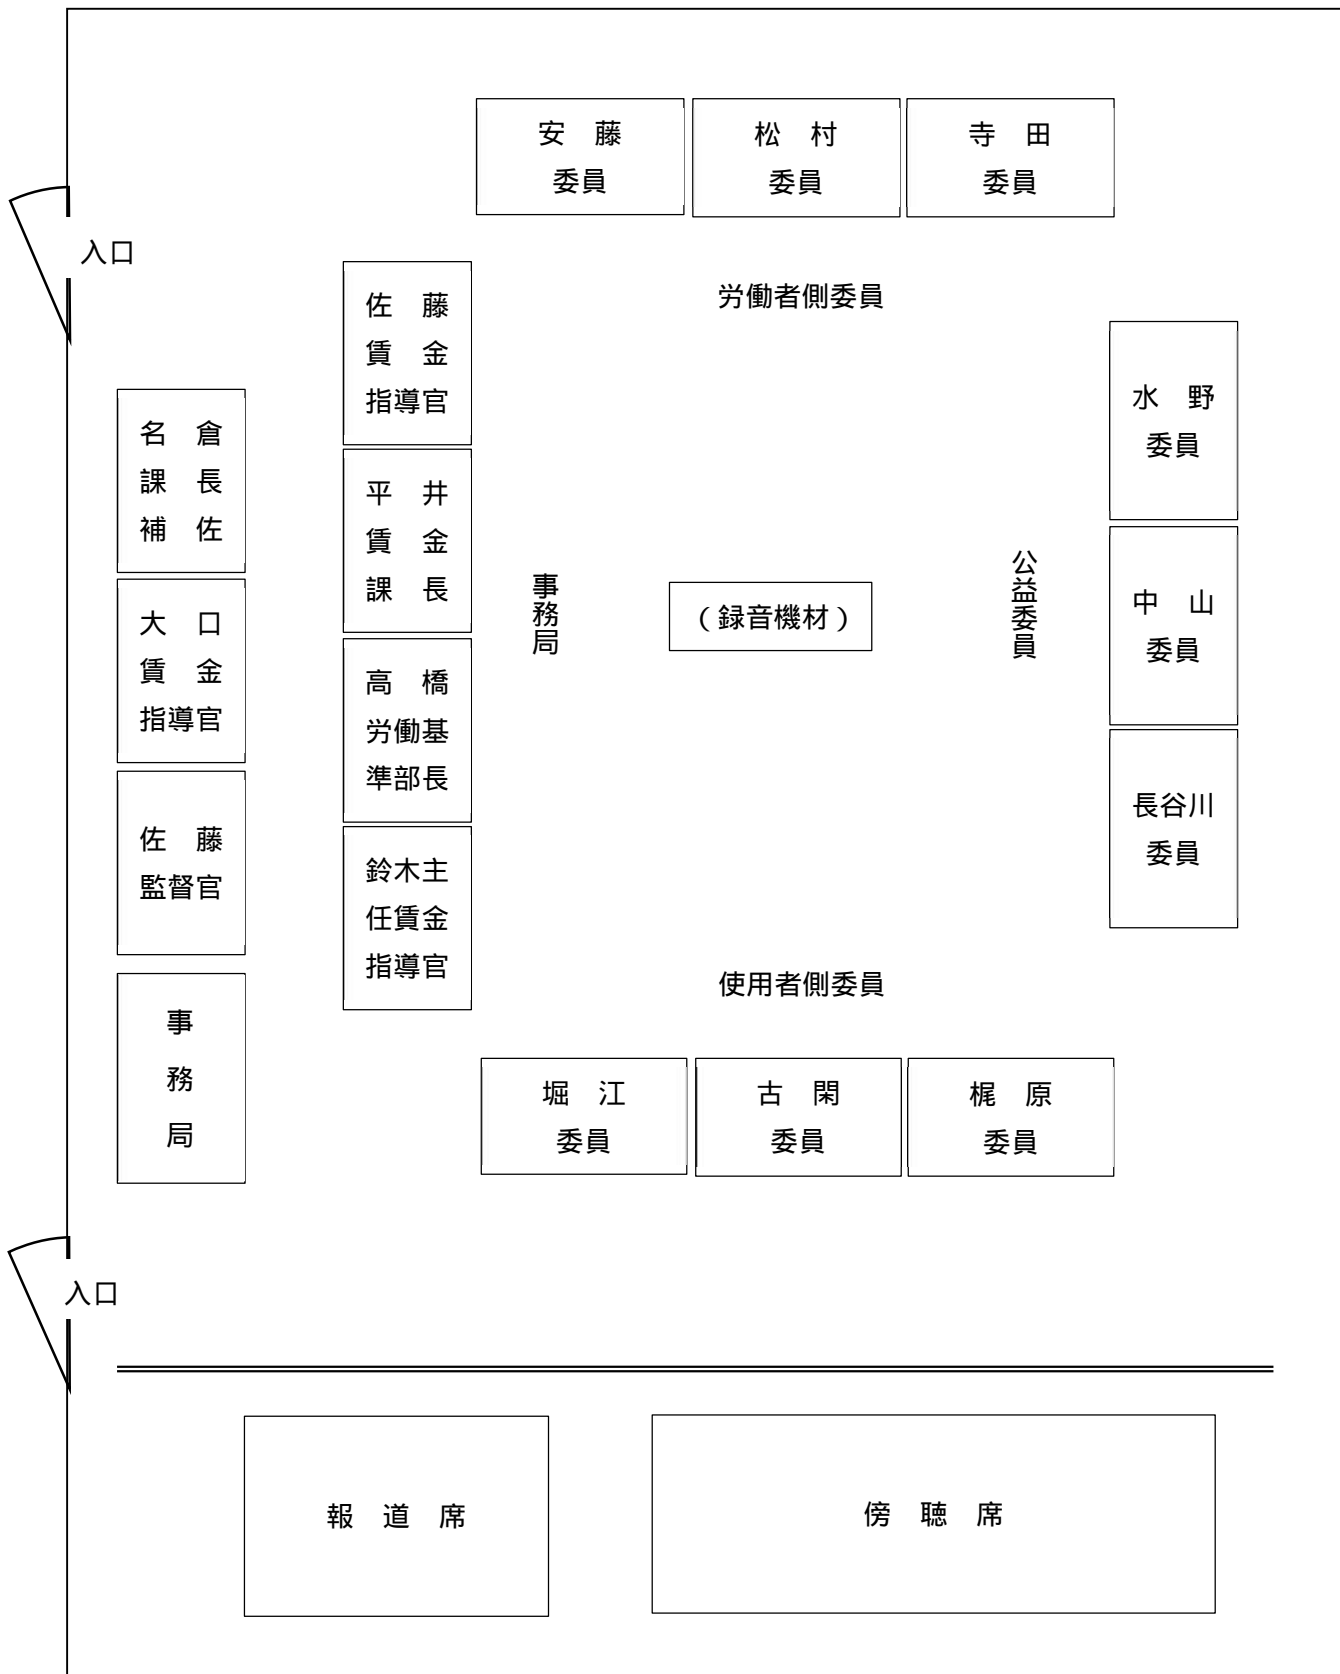 安　藤
委員
松　村
委員
寺　田
委員
入口
労働者側委員
佐　藤
賃　金
指導官
水　野
委員
名　倉
課　長
補　佐
平　井
賃　金
課　長
事務局
（録音機材）
公益委員
中　山
委員
大　口
賃　金
指導官
高　橋
労働基
準部長
長谷川
委員
佐　藤
監督官
鈴木主
任賃金
指導官
使用者側委員
事
務
局
堀　江
委員
古　閑
委員
梶　原
委員
入口
報　道　席
傍　聴　席